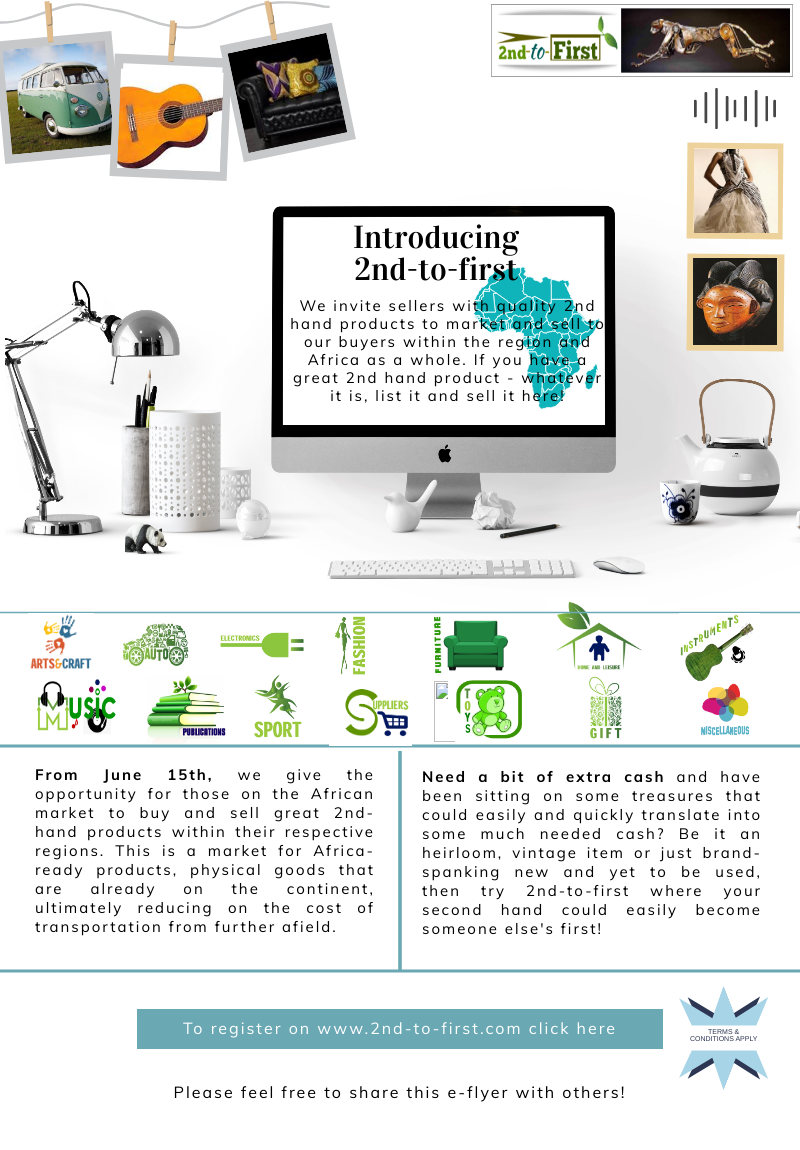 2nd-to-First
Introducing
2nd-to-first
We invite sellers with quality 2nd
hand products to market and sell to
our buyers within the region and
Africa as a whole. If you have a
great 2nd hand product - whatever
it is, list it and sell it here!
ARTS&CRAFT
AUTO
ELECTRONICS
FASHION
FURNITURE
HOME AND LEISURE
INSTRUMENTS
MUSIC
PUBLICATIONS
SPORT
SUPPLIERS
TOYS
GIFT
MISCELLANEOUS
From June 15th, we give the
opportunity for those on the African
market to buy and sell great 2nd-
hand products within their respective
regions. This is a market for Africa-
ready products, physical goods that
are already on the continent,
ultimately reducing on the cost of
transportation from further afield.
Need a bit of extra cash and have
been sitting on some treasures that
could easily and quickly translate into
some much needed cash? Be it an
heirloom, vintage item or just brand-
spanking new and yet to be used,
then try 2nd-to-first where your
second hand could easily become
someone else's first!
To register on www.2nd-to-first.com click here
TERMS &
CONDITIONS APPLY
Please feel free to share this e-flyer with others!